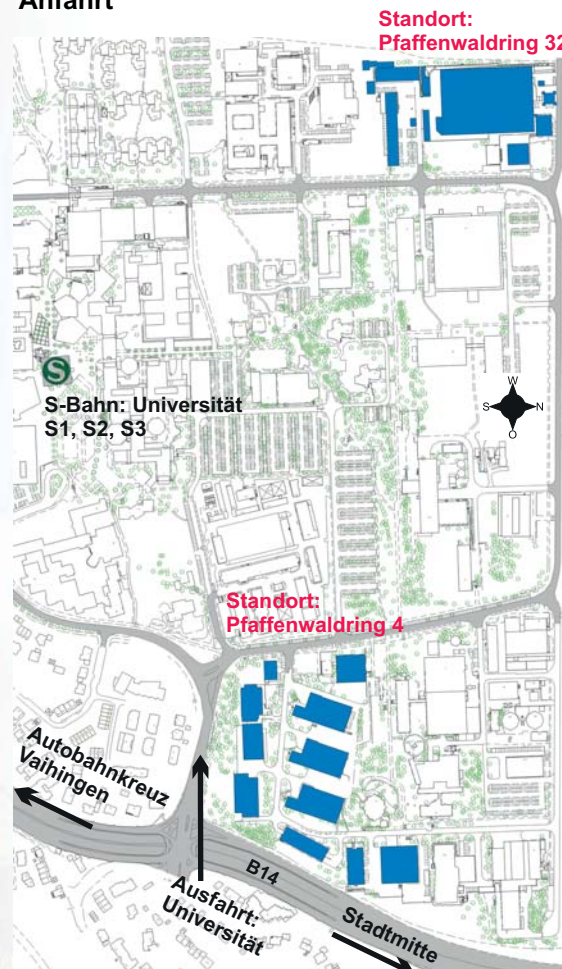 Anfahrt
Standort:
Pfaffenwaldring 32
S
S-Bahn: Universität
S1, S2, S3
W
S
N
O
Standort:
Pfaffenwaldring 4
Autobahnkreuz
Vaihingen
B14
Ausfahrt:
Universität
Stadtmitte